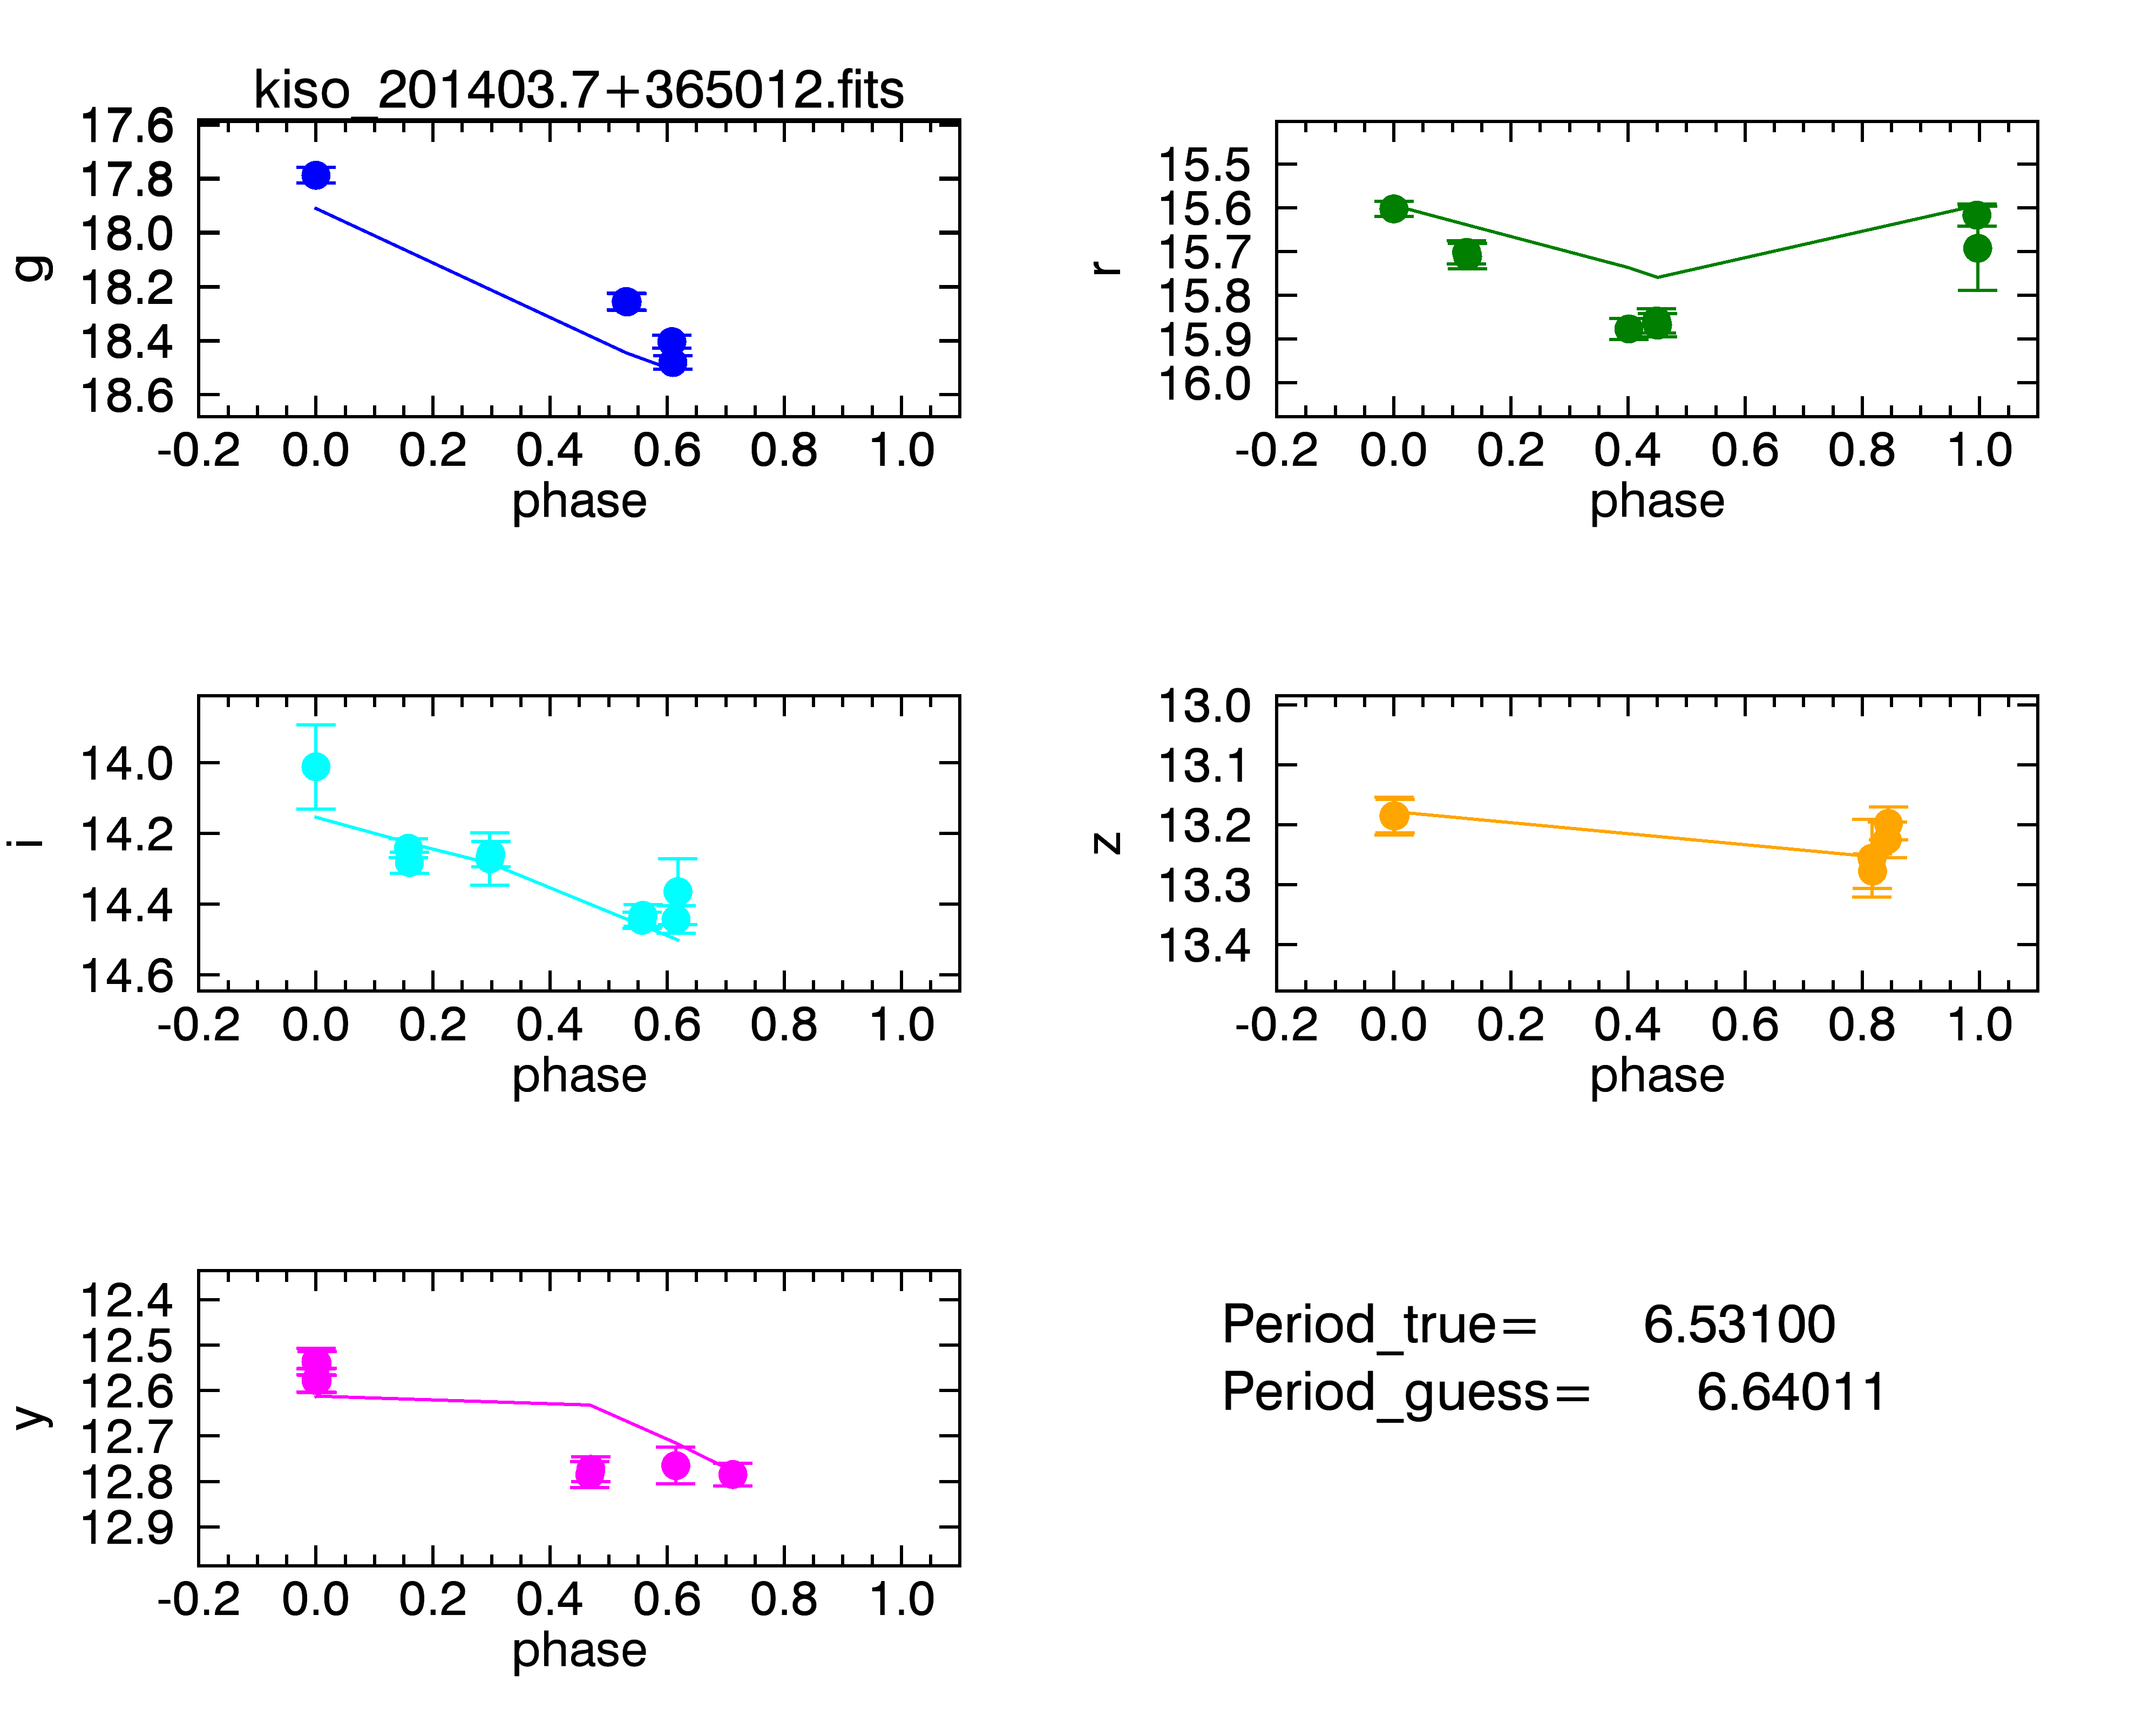 kiso_201403.7+365012.fits
17.6
17.8
18.0
18.2
18.4
18.6
g
-0.2 0.0 0.2 0.4 0.6 0.8 1.0
phase
15.5
15.6
15.7
15.8
15.9
16.0
r
-0.2 0.0 0.2 0.4 0.6 0.8 1.0
phase
14.0
14.2
14.4
14.6
i
-0.2 0.0 0.2 0.4 0.6 0.8 1.0
phase
13.0
13.1
13.2
13.3
13.4
z
-0.2 0.0 0.2 0.4 0.6 0.8 1.0
phase
12.4
12.5
12.6
12.7
12.8
12.9
y
-0.2 0.0 0.2 0.4 0.6 0.8 1.0
phase
Period_true= 6.53100
Period_guess= 6.64011